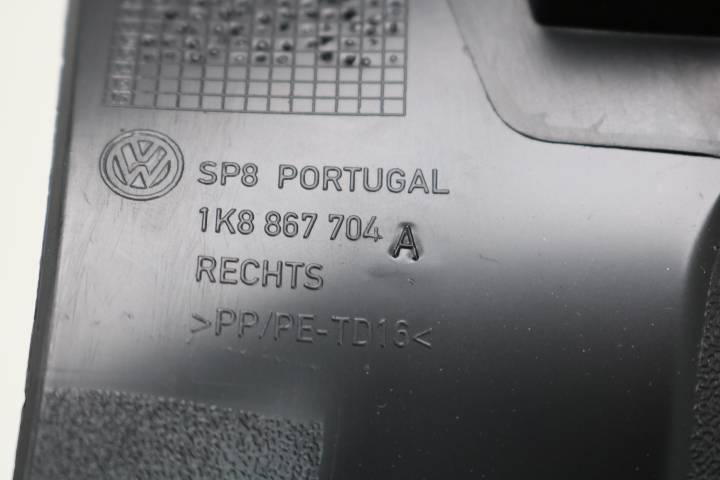 SP8 PORTUGAL
1K8 867 704 A
RECHTS
>PP/PE-TD16<